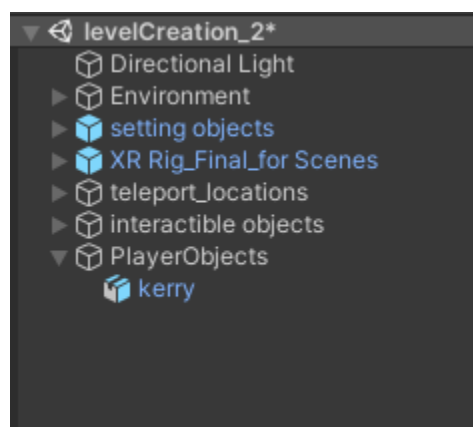 levelCreation_2*
Directional Light
Environment
setting objects
XR Rig_Final_for Scenes
teleport_locations
interactible objects
PlayerObjects
kerry